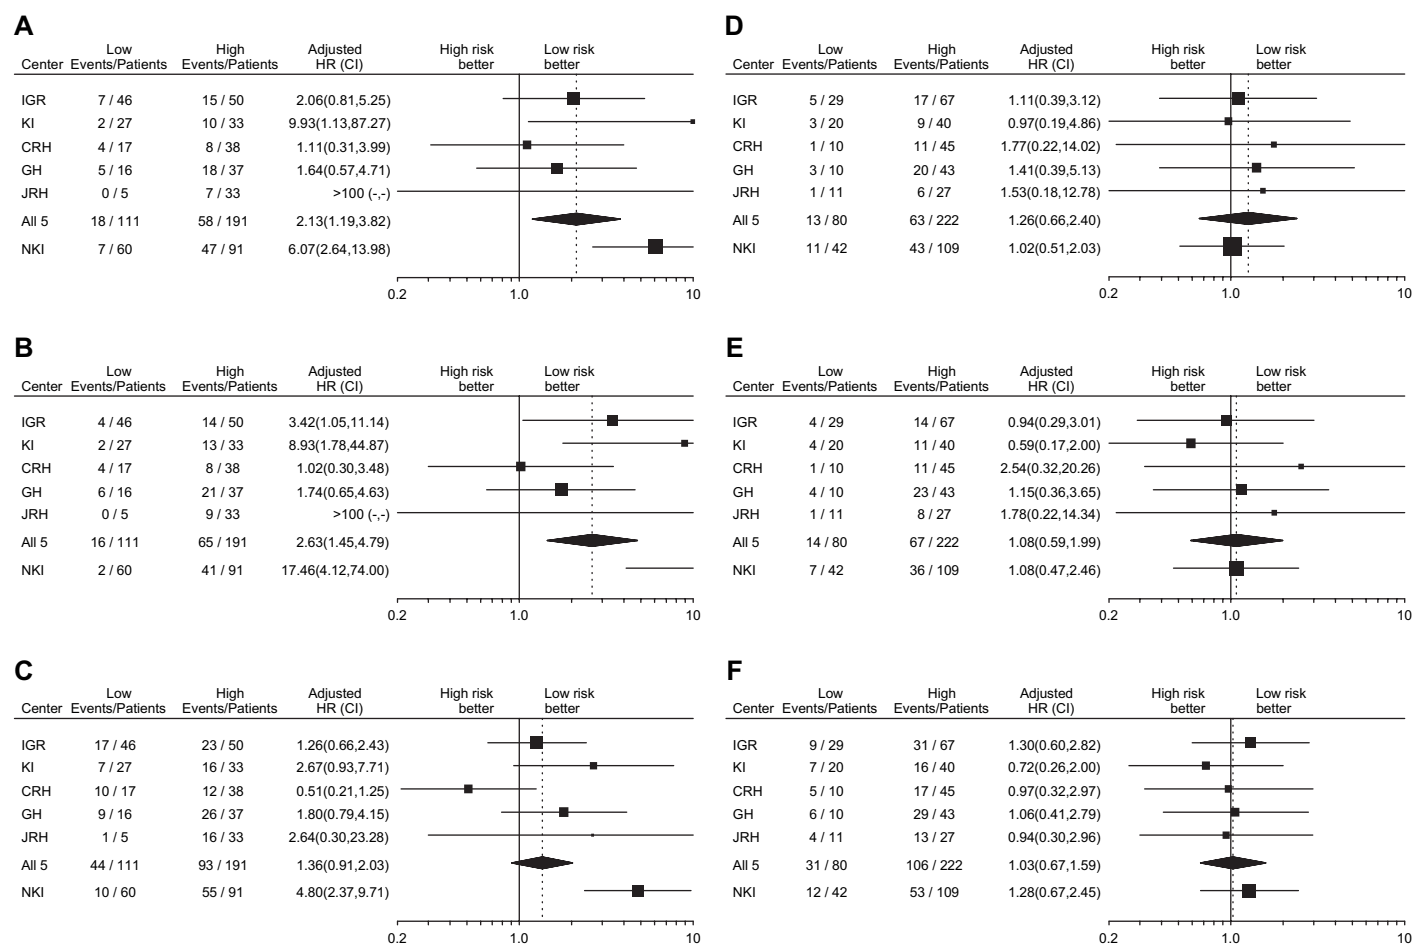 A
Low High Adjusted High risk Low risk
Center Events/Patients Events/Patients HR (CI) better better
IGR 7 / 46 15 / 50 2.06(0.81,5.25)
KI 2 / 27 10 / 33 9.93(1.13,87.27)
CRH 4 / 17 8 / 38 1.11(0.31,3.99)
GH 5 / 16 18 / 37 1.64(0.57,4.71)
JRH 0 / 5 7 / 33 >100 (-,-)
All 5 18 / 111 58 / 191 2.13(1.19,3.82)
NKI 7 / 60 47 / 91 6.07(2.64,13.98)
0.2 1.0 10
B
Low High Adjusted High risk Low risk
Center Events/Patients Events/Patients HR (CI) better better
IGR 4 / 46 14 / 50 3.42(1.05,11.14)
KI 2 / 27 13 / 33 8.93(1.78,44.87)
CRH 4 / 17 8 / 38 1.02(0.30,3.48)
GH 6 / 16 21 / 37 1.74(0.65,4.63)
JRH 0 / 5 9 / 33 >100 (-,-)
All 5 16 / 111 65 / 191 2.63(1.45,4.79)
NKI 2 / 60 41 / 91 17.46(4.12,74.00)
0.2 1.0 10
C
Low High Adjusted High risk Low risk
Center Events/Patients Events/Patients HR (CI) better better
IGR 17 / 46 23 / 50 1.26(0.66,2.43)
KI 7 / 27 16 / 33 2.67(0.93,7.71)
CRH 10 / 17 12 / 38 0.51(0.21,1.25)
GH 9 / 16 26 / 37 1.80(0.79,4.15)
JRH 1 / 5 16 / 33 2.64(0.30,23.28)
All 5 44 / 111 93 / 191 1.36(0.91,2.03)
NKI 10 / 60 55 / 91 4.80(2.37,9.71)
0.2 1.0 10
D
Low High Adjusted High risk Low risk
Center Events/Patients Events/Patients HR (CI) better better
IGR 5 / 29 17 / 67 1.11(0.39,3.12)
KI 3 / 20 9 / 40 0.97(0.19,4.86)
CRH 1 / 10 11 / 45 1.77(0.22,14.02)
GH 3 / 10 20 / 43 1.41(0.39,5.13)
JRH 1 / 11 6 / 27 1.53(0.18,12.78)
All 5 13 / 80 63 / 222 1.26(0.66,2.40)
NKI 11 / 42 43 / 109 1.02(0.51,2.03)
0.2 1.0 10
E
Low High Adjusted High risk Low risk
Center Events/Patients Events/Patients HR (CI) better better
IGR 4 / 29 14 / 67 0.94(0.29,3.01)
KI 4 / 20 11 / 40 0.59(0.17,2.00)
CRH 1 / 10 11 / 45 2.54(0.32,20.26)
GH 4 / 10 23 / 43 1.15(0.36,3.65)
JRH 1 / 11 8 / 27 1.78(0.22,14.34)
All 5 14 / 80 67 / 222 1.08(0.59,1.99)
NKI 7 / 42 36 / 109 1.08(0.47,2.46)
0.2 1.0 10
F
Low High Adjusted High risk Low risk
Center Events/Patients Events/Patients HR (CI) better better
IGR 9 / 29 31 / 67 1.30(0.60,2.82)
KI 7 / 20 16 / 40 0.72(0.26,2.00)
CRH 5 / 10 17 / 45 0.97(0.32,2.97)
GH 6 / 10 29 / 43 1.06(0.41,2.79)
JRH 4 / 11 13 / 27 0.94(0.30,2.96)
All 5 31 / 80 106 / 222 1.03(0.67,1.59)
NKI 12 / 42 53 / 109 1.28(0.67,2.45)
0.2 1.0 10